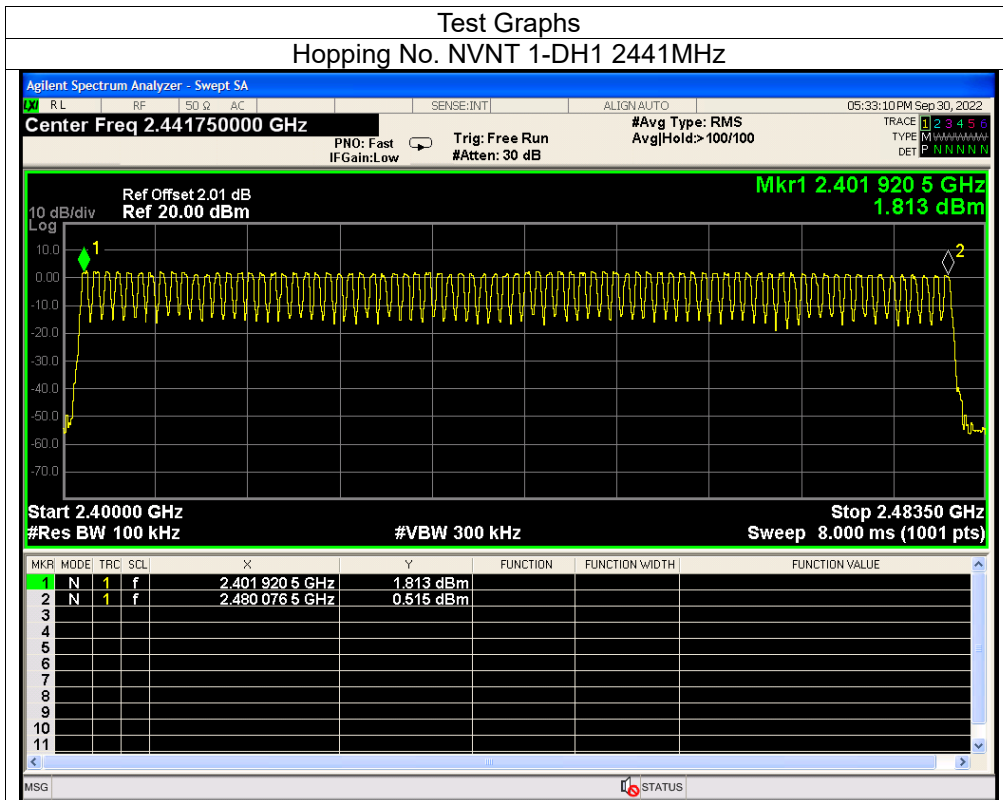 Test Graphs
Hopping No. NVNT 1-DH1 2441MHz
Agilent Spectrum Analyzer - Swept SA
LXI RL RF 50 Ω AC SENSE:INT ALIGN AUTO 05:33:10 PM Sep 30, 2022
Center Freq 2.441750000 GHz #Avg Type: RMS TRACE 1 2 3 4 5 6
PNO: Fast Trig: Free Run Avg|Hold:>100/100 TYPE M WWWWW
IFGain:Low #Atten: 30 dB DET P N N N N N
Mkr1 2.401 920 5 GHz
Ref Offset 2.01 dB
10 dB/div Ref 20.00 dBm 1.813 dBm
Log
10.0
1
2
0.00
-10.0
-20.0
-30.0
-40.0
-50.0
-60.0
-70.0
Start 2.40000 GHz Stop 2.48350 GHz
#Res BW 100 kHz #VBW 300 kHz Sweep 8.000 ms (1001 pts)
MKR MODE TRC SCL X Y FUNCTION FUNCTION WIDTH FUNCTION VALUE
1 N 1 f 2.401 920 5 GHz 1.813 dBm
2 N 1 f 2.480 076 5 GHz 0.515 dBm
3
4
5
6
7
8
9
10
11
MSG STATUS